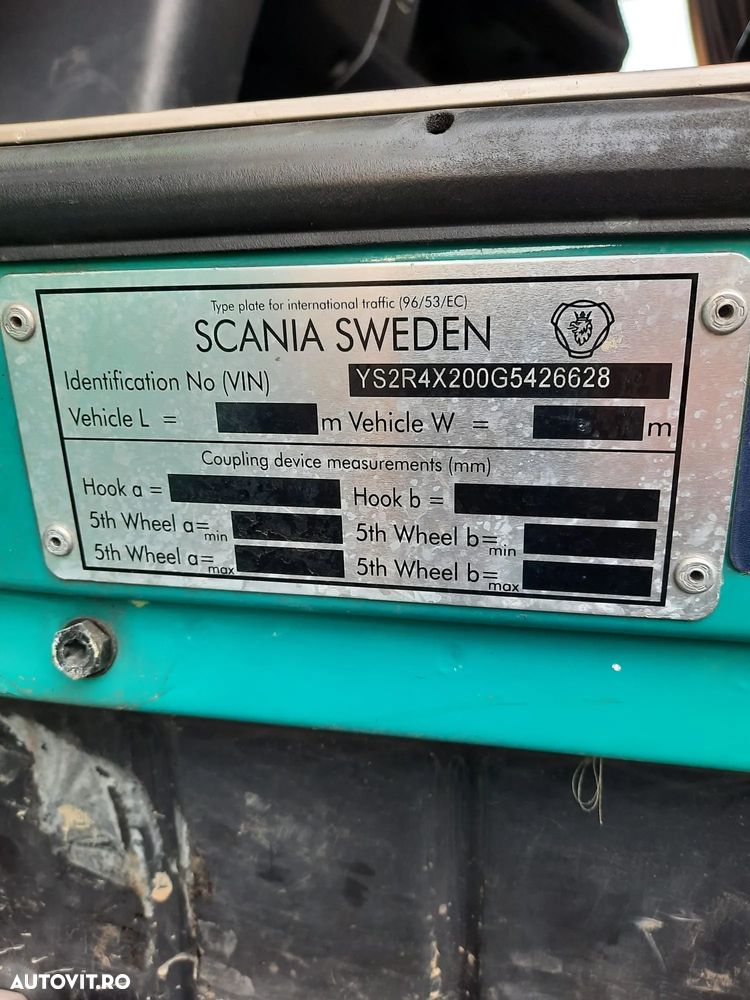 Type plate for international traffic (96/53/EC)
SCANIA SWEDEN
Identification No (VIN) YS2R4X200G5426628
Vehicle L = m Vehicle W = m
Coupling device measurements (mm)
Hook a = Hook b =
5th Wheel a= min 5th Wheel b= min
5th Wheel a= max 5th Wheel b= max
AUTOVIT.RO